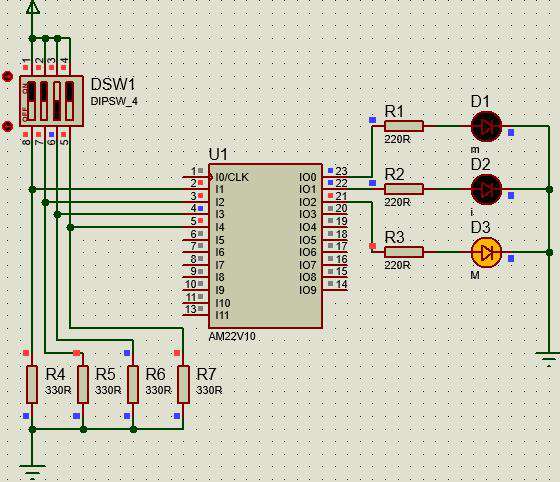 1 2 3 4
DSW1
DIPSW_4
ON
OFF
8 7 6 5
R1
220R
D1
m
R2
220R
D2
i
R3
220R
D3
M
U1
1 I0/CLK IO0 23
2 I1 IO1 22
3 I2 IO2 21
4 I3 IO3 20
5 I4 IO4 19
6 I5 IO5 18
7 I6 IO6 17
8 I7 IO7 16
9 I8 IO8 15
10 I9 IO9 14
11 I10
13 I11
AM22V10
R4
330R
R5
330R
R6
330R
R7
330R